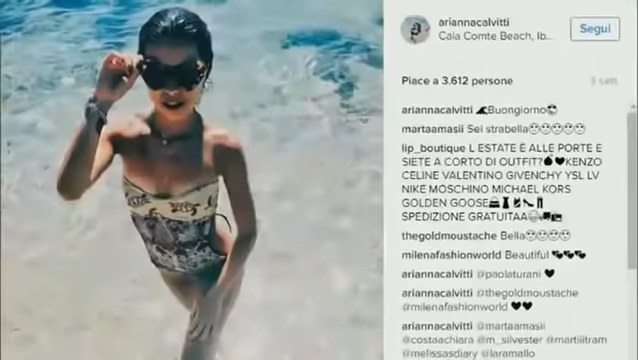 ariannacalvitti
Cala Comte Beach, Ib...
Segui
Piace a 3.612 persone
3 sett
ariannacalvitti 🌊Buongiorno😎
martaamasii Sei strabella😍😍😍😍😍
lip_boutique L ESTATE È ALLE PORTE E
SIETE A CORTO DI OUTFIT?💣❤KENZO
CELINE VALENTINO GIVENCHY YSL LV
NIKE MOSCHINO MICHAEL KORS
GOLDEN GOOSE
SPEDIZIONE GRATUITAA
thegoldmoustache Bella😍😍😍😍
milenafashionworld Beautiful 💕💕💕
ariannacalvitti @paolaturani ❤
ariannacalvitti @thegoldmoustache
@milenafashionworld ❤❤
ariannacalvitti @martaamasii
@costaachiara @m_silvester @martiiitram
@melissasdiary @laramallo